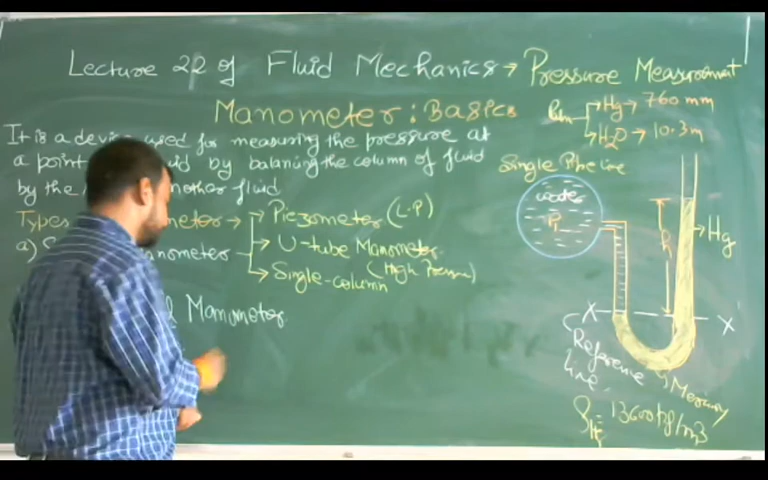 Lecture 22 of Fluid Mechanics → Pressure Measurement
Manometer : Basics
It is a device used for measuring the pressure at
a point fluid by balancing the column of fluid
by the another fluid
Types → Piezometer (L.P)
a) manometer → U-tube Manometer
(High Pressure)
→ Single-column
Manometer.
Patm → Hg → 760 mm
→ H2O → 10.3m
Single Pipe line
water
P1
h
→ Hg
X X
Reference line
Mercury
ρHg = 13600 kg/m3